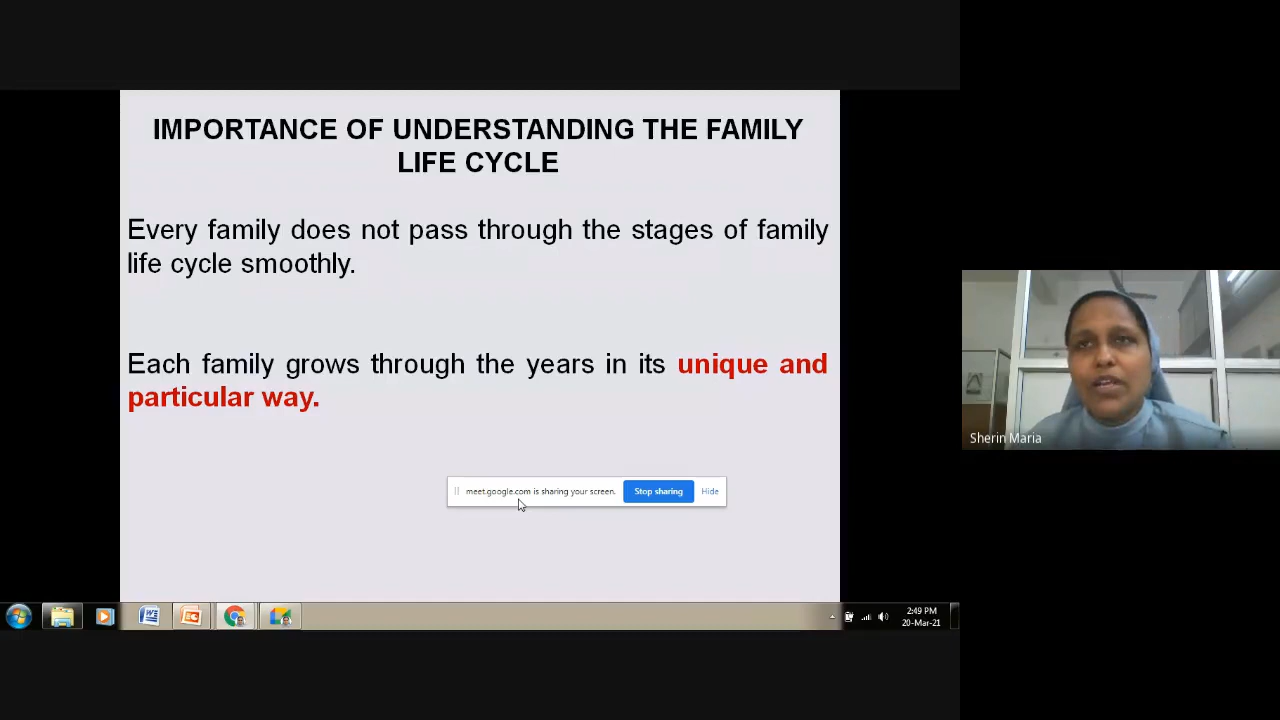 IMPORTANCE OF UNDERSTANDING THE FAMILY
LIFE CYCLE
Every family does not pass through the stages of family
life cycle smoothly.
Each family grows through the years in its unique and
particular way.
meet.google.com is sharing your screen.
Stop sharing
Hide
Sherin Maria
2:49 PM
20-Mar-21